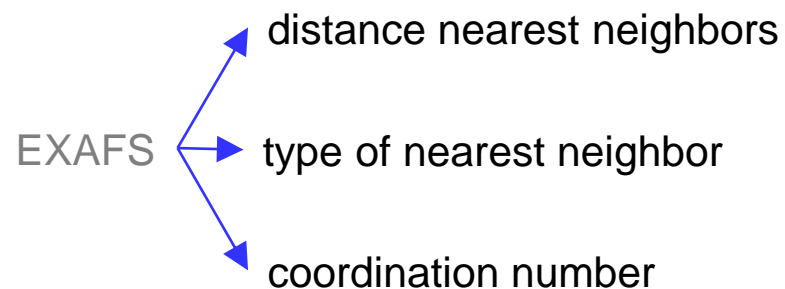 distance nearest neighbors
EXAFS
type of nearest neighbor
coordination number